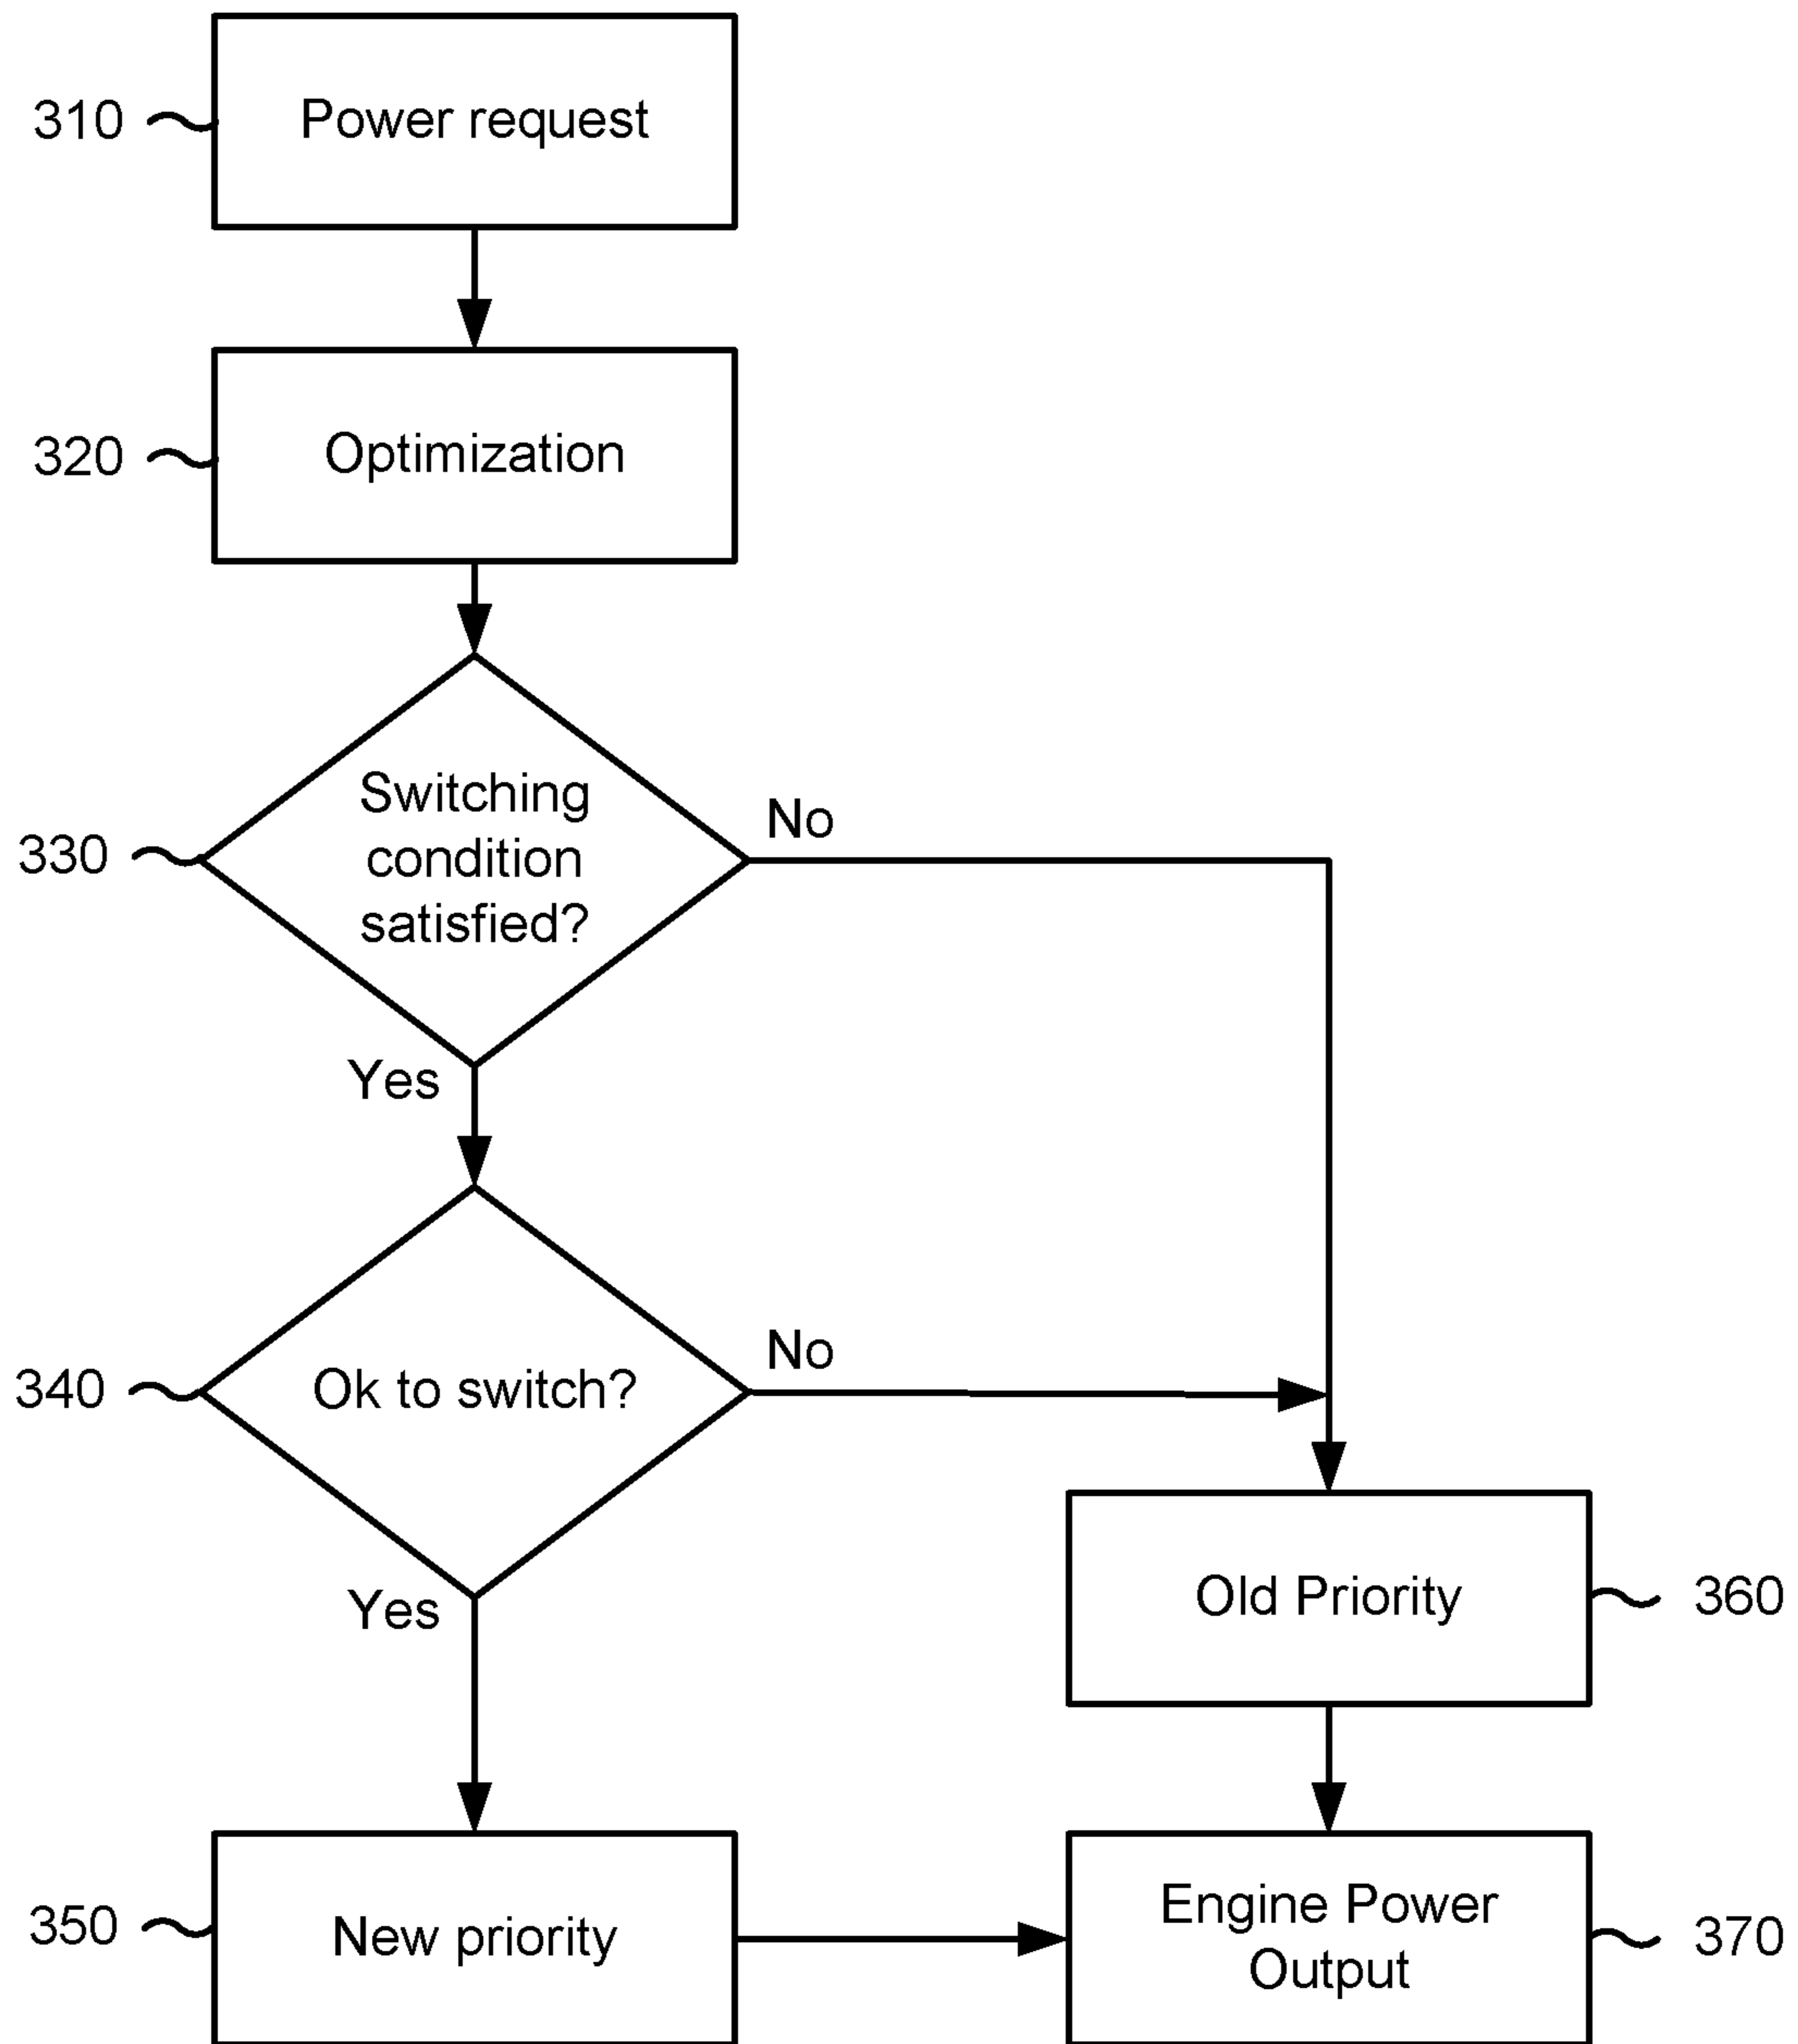 310
Power request
320
Optimization
330
Switching
condition
satisfied?
No
Yes
340
Ok to switch?
No
Yes
Old Priority
360
350
New priority
Engine Power
Output
370